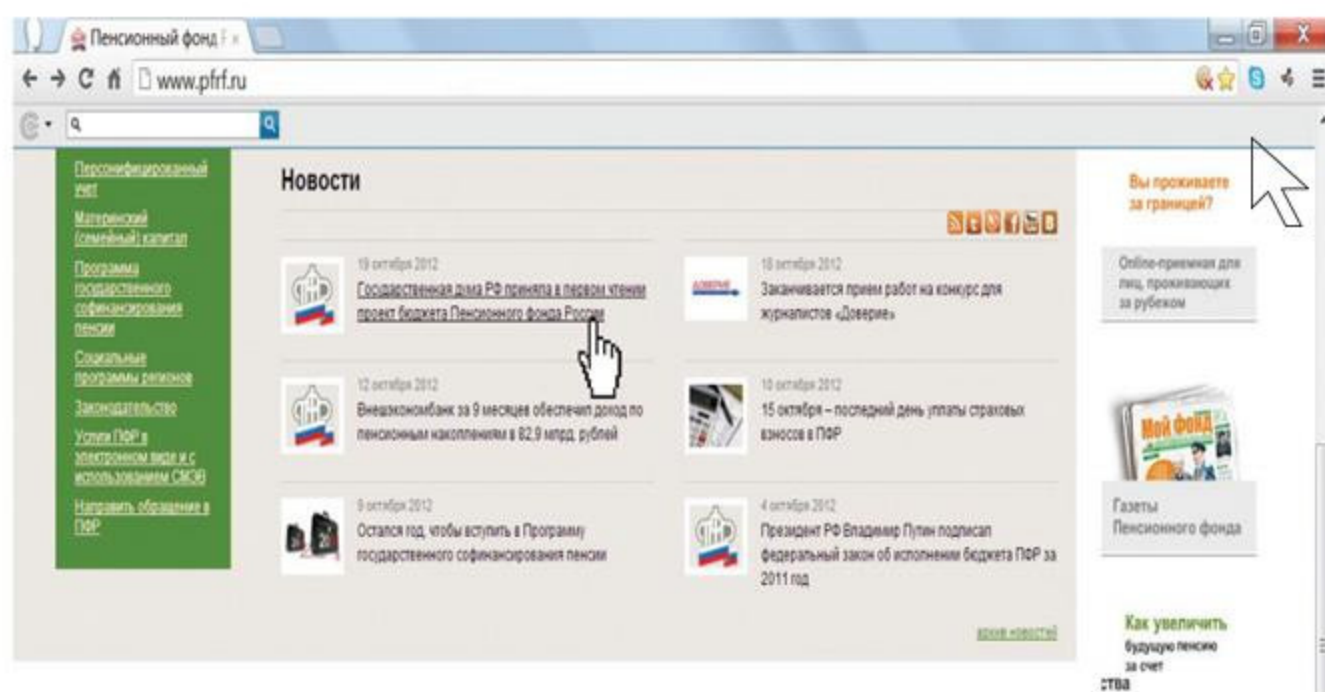 Пенсионный фонд
www.pfrf.ru
Персонифицированный
учет
Материнский
(семейный) капитал
Программа
государственного
софинансирования
пенсии
Социальные
программы регионов
Законодательство
Услуги ПФР в
электронном виде и с
использованием СМЭВ
Направить обращение в
ПФР
Новости
19 октября 2012
Государственная дума РФ приняла в первом чтении
проект бюджета Пенсионного фонда России
18 октября 2012
Заканчивается прием работ на конкурс для
журналистов «Доверие»
12 октября 2012
Внешэкономбанк за 9 месяцев обеспечил доход по
пенсионным накоплениям в 82,9 млрд. рублей
10 октября 2012
15 октября – последний день уплаты страховых
взносов в ПФР
9 октября 2012
Остался год, чтобы вступить в Программу
государственного софинансирования пенсии
4 октября 2012
Президент РФ Владимир Путин подписал
федеральный закон об исполнении бюджета ПФР за
2011 год
архив новостей
Вы проживаете
за границей?
Online-приемная для
лиц, проживающих
за рубежом
Мой фонд
Газеты
Пенсионного фонда
Как увеличить
будущую пенсию
за счет
ства